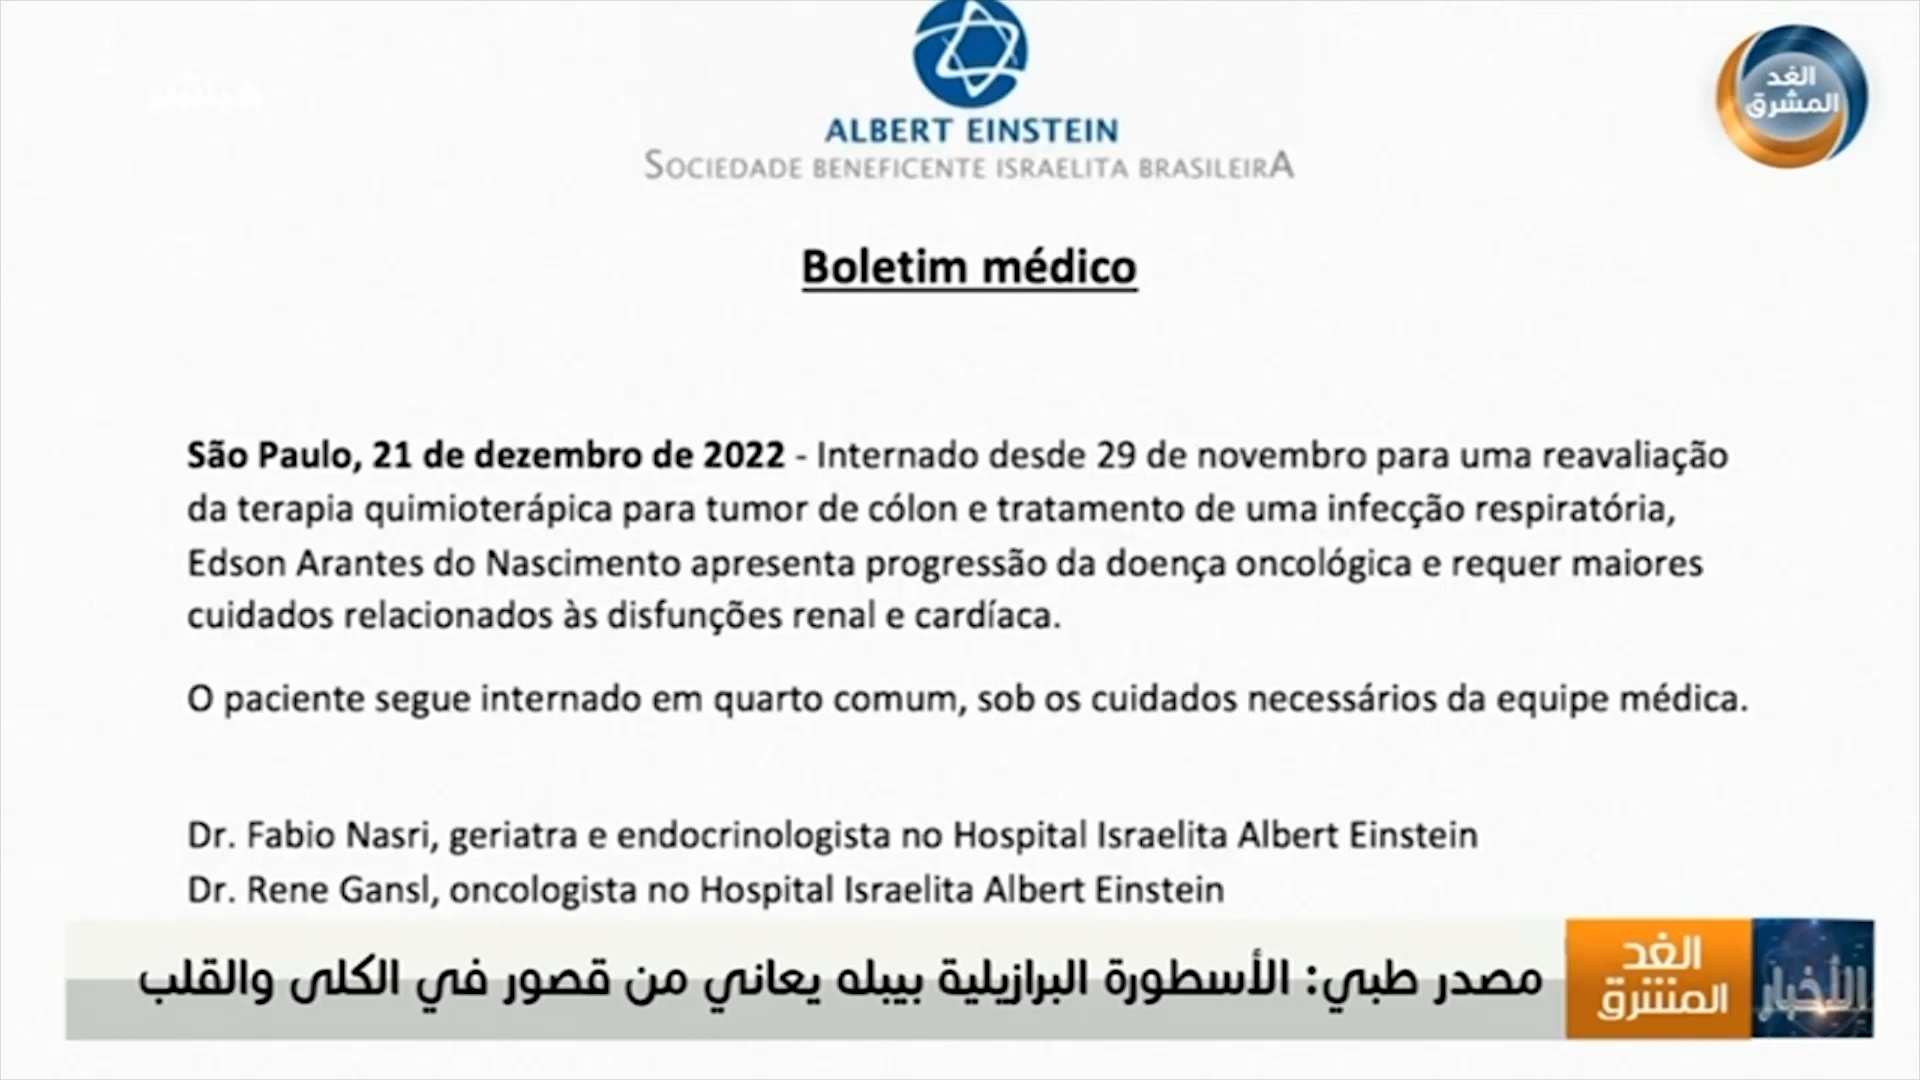 ALBERT EINSTEIN
SOCIEDADE BENEFICENTE ISRAELITA BRASILEIRA
الغد
المشرق
مباشر
Boletim médico
São Paulo, 21 de dezembro de 2022 - Internado desde 29 de novembro para uma reavaliação
da terapia quimioterápica para tumor de cólon e tratamento de uma infecção respiratória,
Edson Arantes do Nascimento apresenta progressão da doença oncológica e requer maiores
cuidados relacionados às disfunções renal e cardíaca.
O paciente segue internado em quarto comum, sob os cuidados necessários da equipe médica.
Dr. Fabio Nasri, geriatra e endocrinologista no Hospital Israelita Albert Einstein
Dr. Rene Gansl, oncologista no Hospital Israelita Albert Einstein
الأخبار
الغد
المشرق
مصدر طبي: الأسطورة البرازيلية بيبله يعاني من قصور في الكلى والقلب